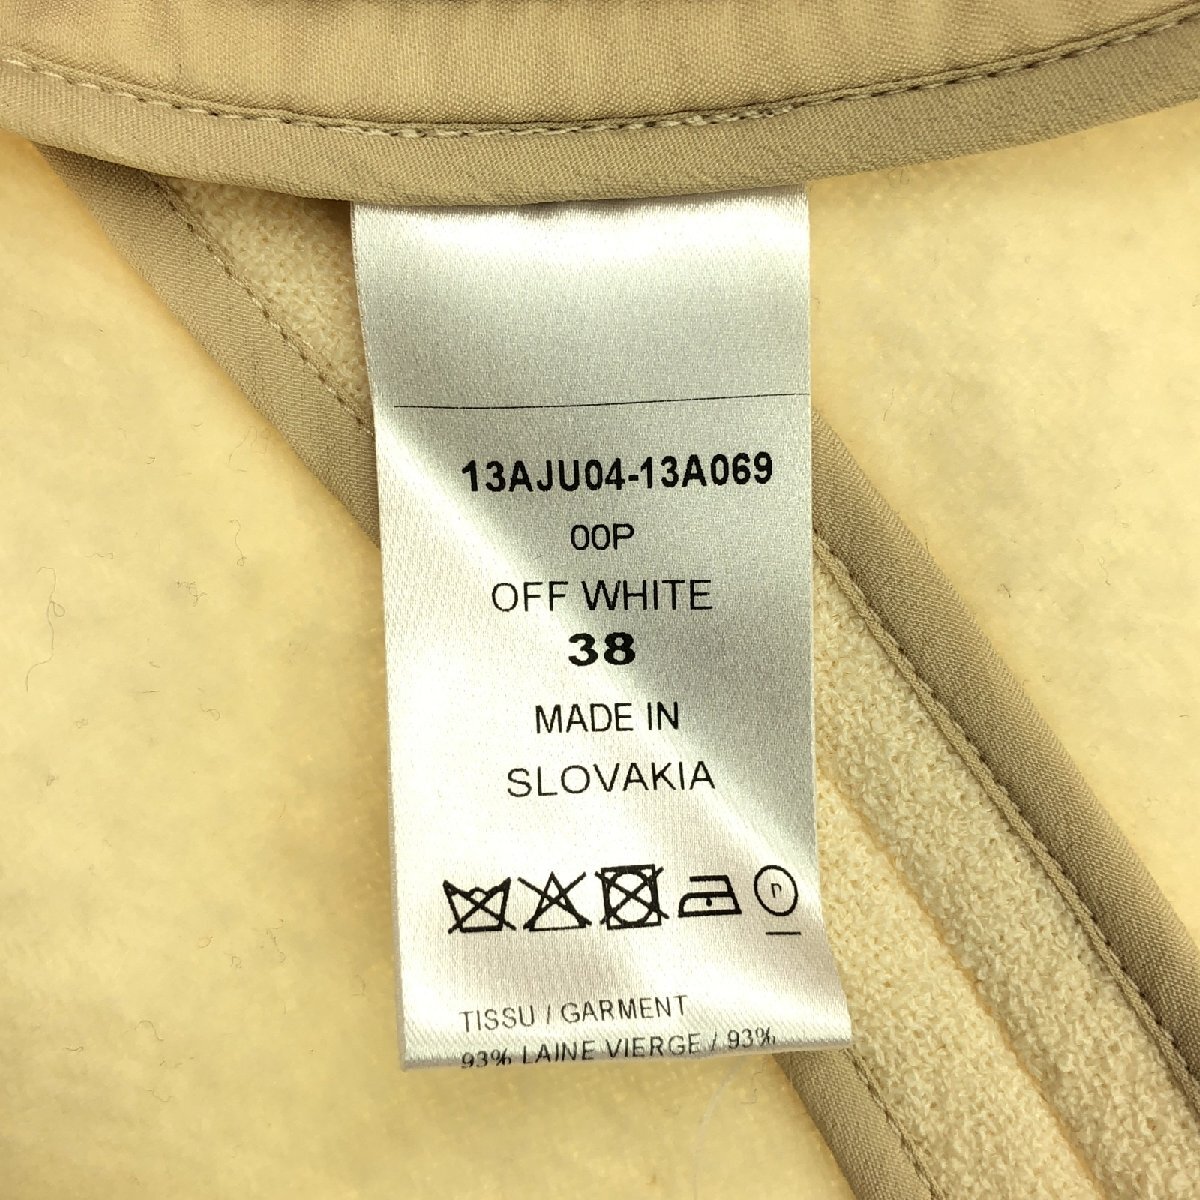 13AJU04-13A069
00P
OFF WHITE
38
MADE IN
SLOVAKIA
P
TISSU / GARMENT
93% LAINE VIERGE / 93%